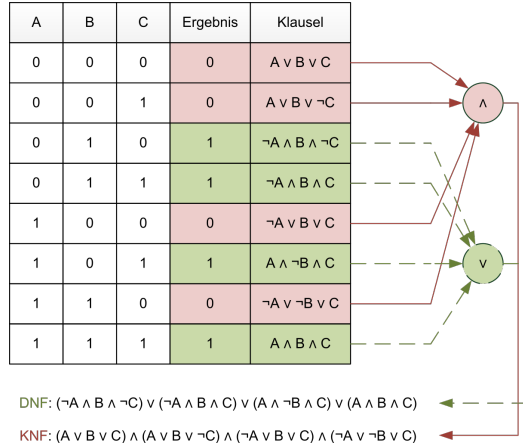 A B C Ergebnis Klausel
0 0 0 0 A ∨ B ∨ C
0 0 1 0 A ∨ B ∨ ¬C
0 1 0 1 ¬A ∧ B ∧ ¬C
0 1 1 1 ¬A ∧ B ∧ C
1 0 0 0 ¬A ∨ B ∨ C
1 0 1 1 A ∧ ¬B ∧ C
1 1 0 0 ¬A ∨ ¬B ∨ C
1 1 1 1 A ∧ B ∧ C
∧
∨
DNF: (¬A ∧ B ∧ ¬C) ∨ (¬A ∧ B ∧ C) ∨ (A ∧ ¬B ∧ C) ∨ (A ∧ B ∧ C)
KNF: (A ∨ B ∨ C) ∧ (A ∨ B ∨ ¬C) ∧ (¬A ∨ B ∨ C) ∧ (¬A ∨ ¬B ∨ C)